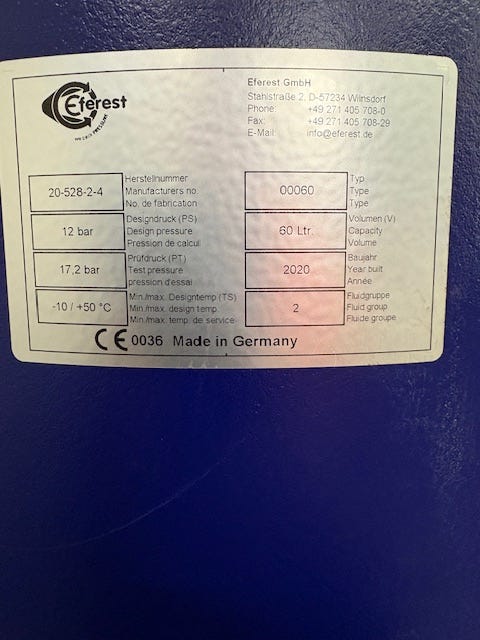 Eferest
Eferest GmbH
Stahlstraße 2, D-57234 Wilnsdorf
Phone: +49 271 405 708-0
Fax: +49 271 405 708-29
E-Mail: info@eferest.de
20-528-2-4
Herstellnummer
Manufacturers no.
No. de fabrication
00060
Typ
Type
Type
12 bar
Designdruck (PS)
Design pressure
Pression de calcul
60 Ltr.
Volumen (V)
Capacity
Volume
17,2 bar
Prüfdruck (PT)
Test pressure
pression d'essai
2020
Baujahr
Year built
Année
-10 / +50 °C
Min./max. Designtemp (TS)
Min./max. design temp.
Min./max. temp. de service
2
Fluidgruppe
Fluid group
Fluide groupe
CE 0036 Made in Germany